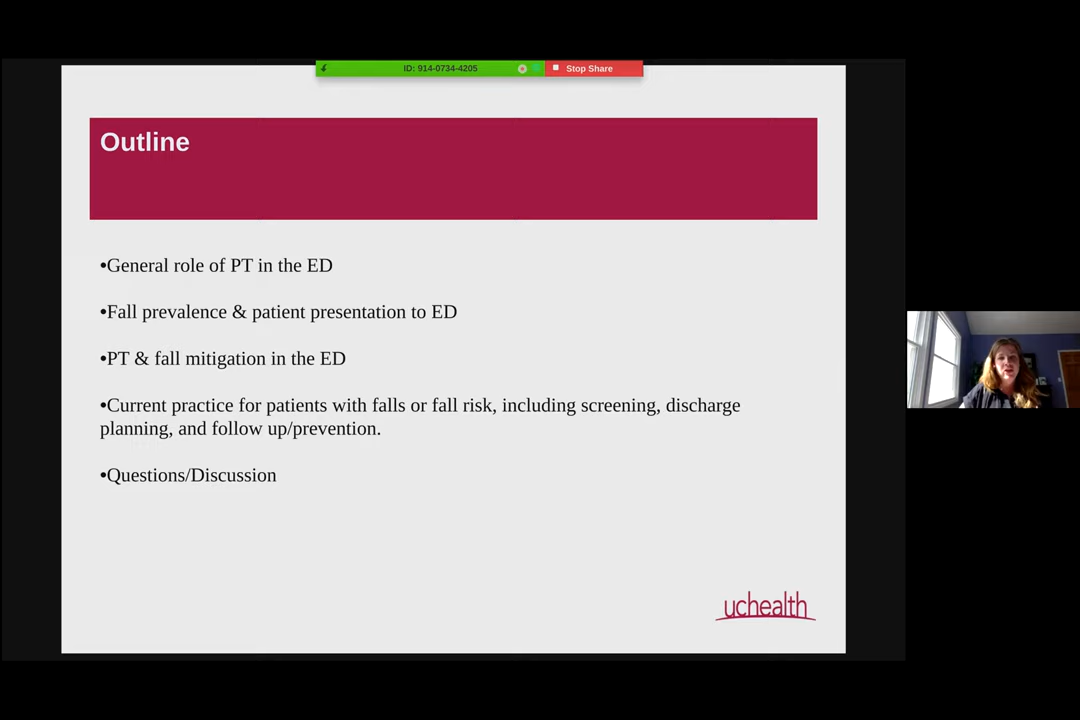 ID: 914-0734-4205
Stop Share
Outline
•General role of PT in the ED
•Fall prevalence & patient presentation to ED
•PT & fall mitigation in the ED
•Current practice for patients with falls or fall risk, including screening, discharge
planning, and follow up/prevention.
•Questions/Discussion
uchealth